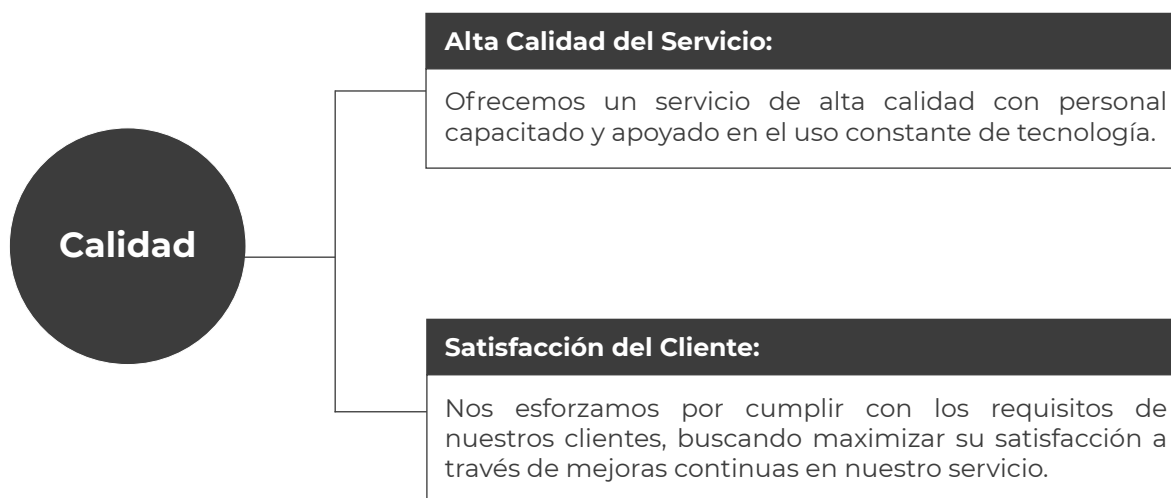 Calidad
Alta Calidad del Servicio:
Ofrecemos un servicio de alta calidad con personal
capacitado y apoyado en el uso constante de tecnología.
Satisfacción del Cliente:
Nos esforzamos por cumplir con los requisitos de
nuestros clientes, buscando maximizar su satisfacción a
través de mejoras continuas en nuestro servicio.